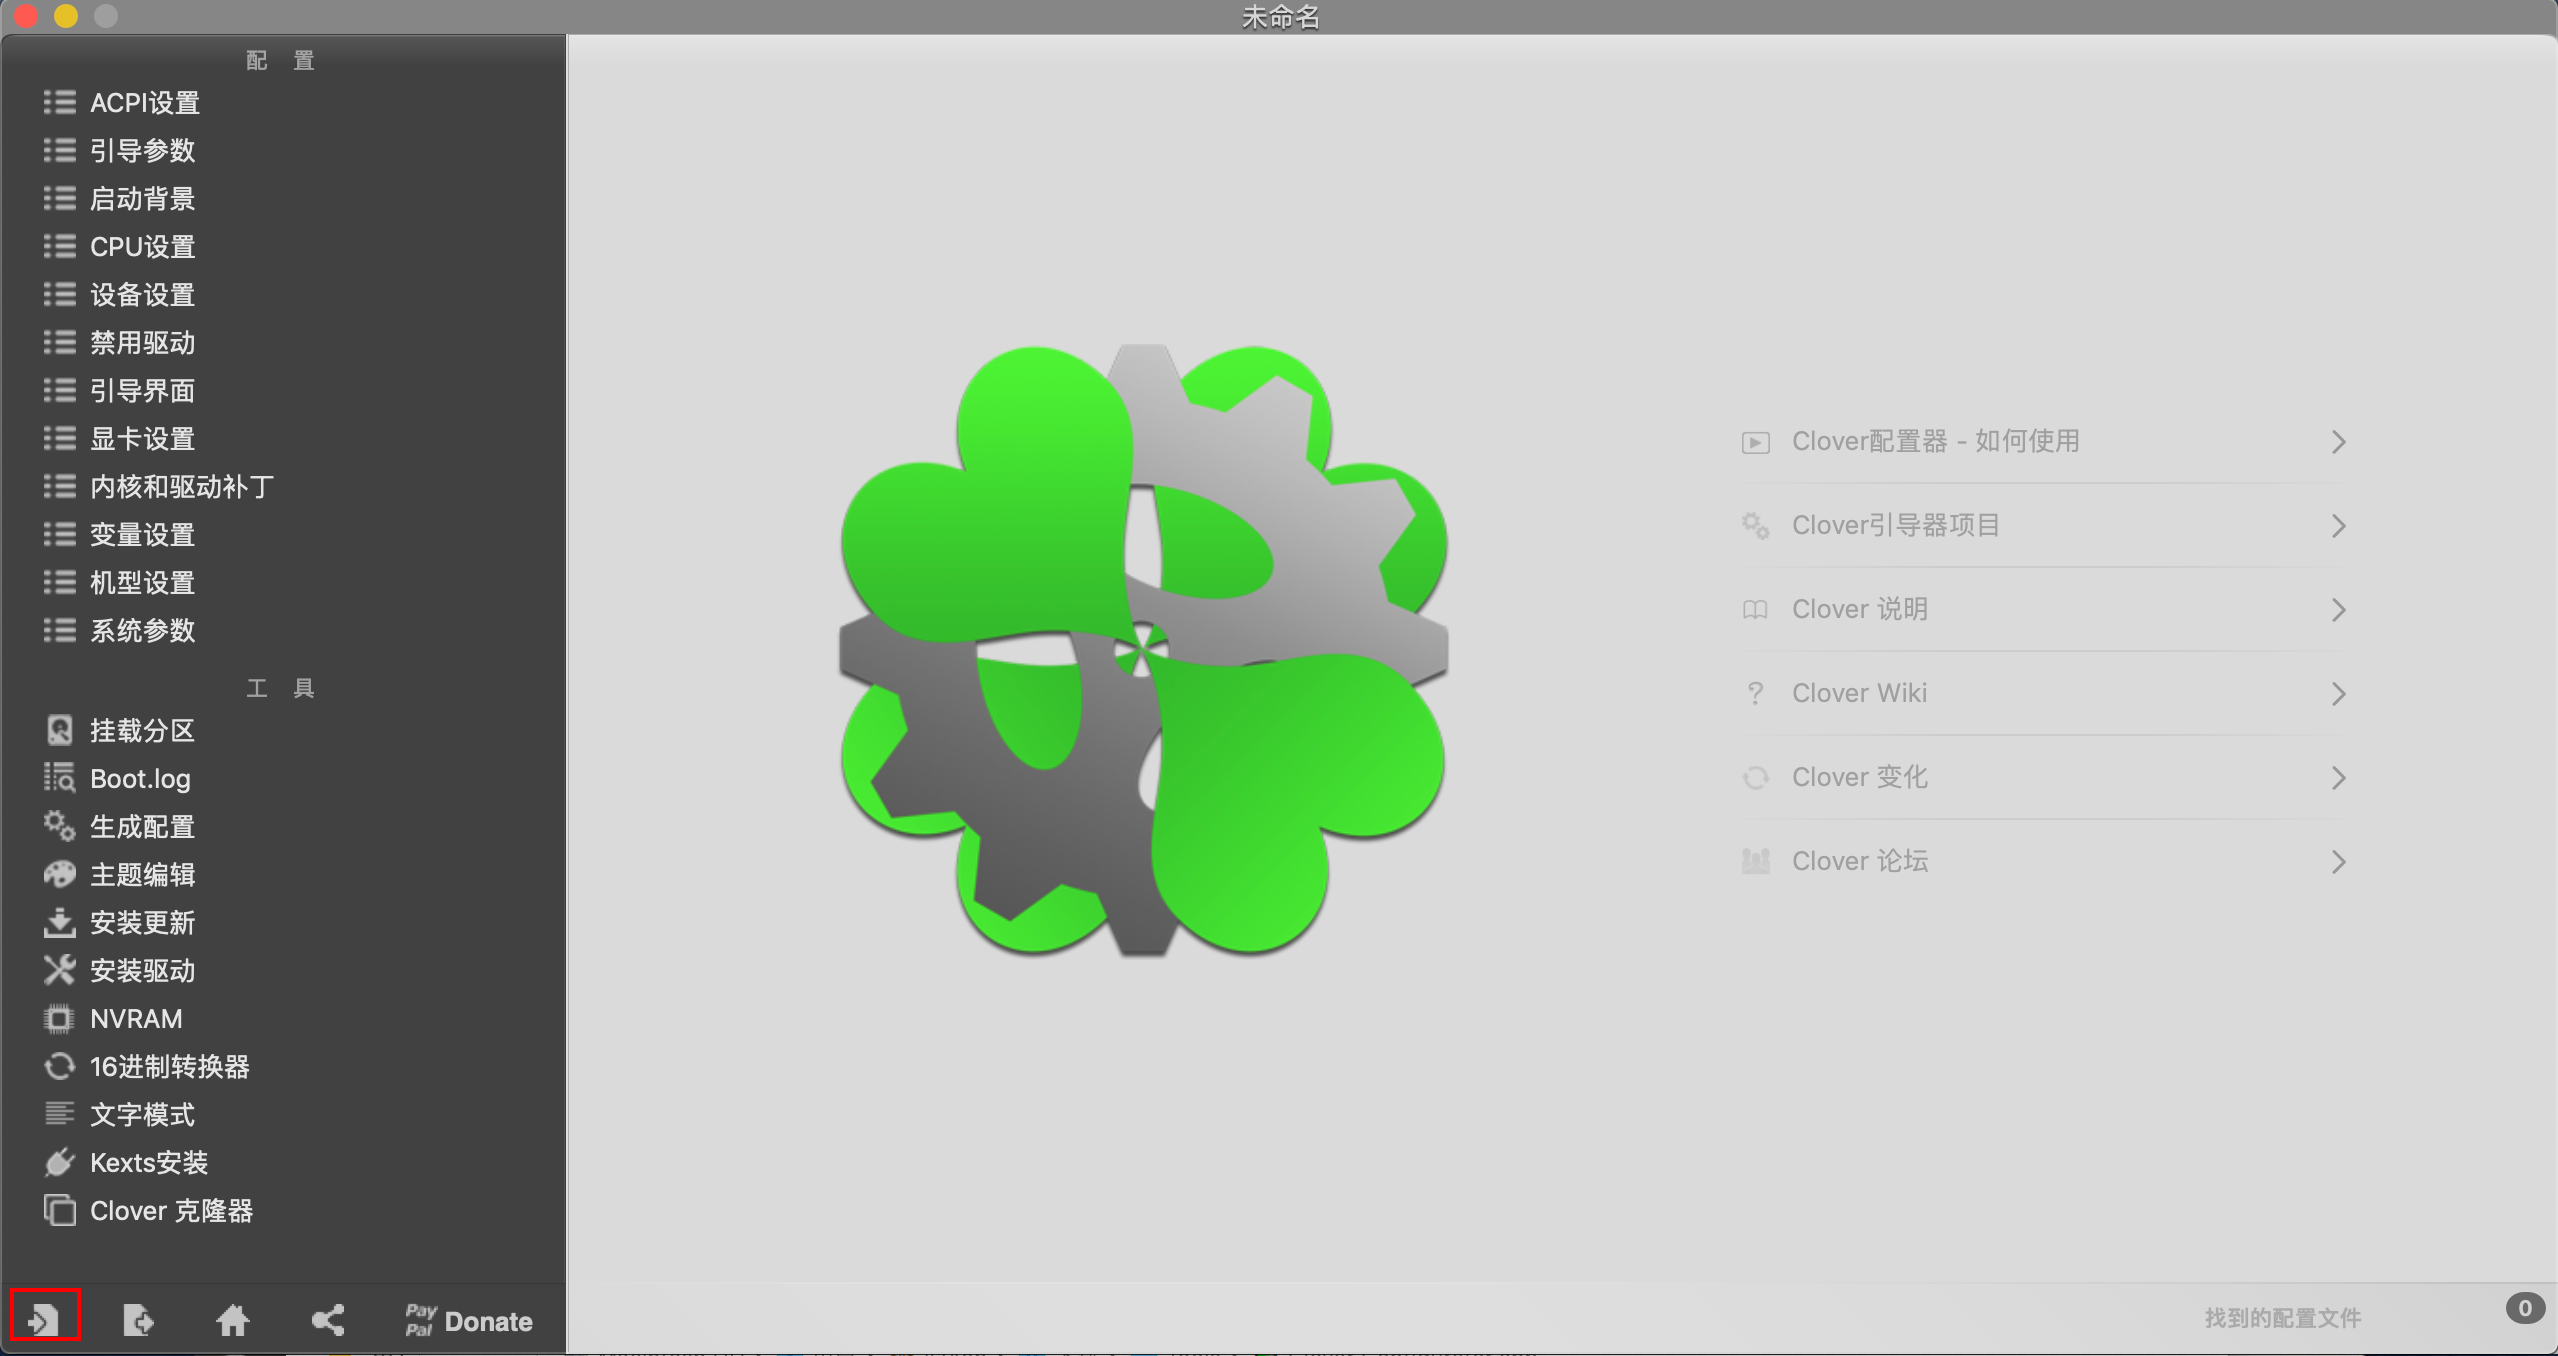 未命名
配 置
ACPI设置
引导参数
启动背景
CPU设置
设备设置
禁用驱动
引导界面
显卡设置
内核和驱动补丁
变量设置
机型设置
系统参数
工 具
挂载分区
Boot.log
生成配置
主题编辑
安装更新
安装驱动
NVRAM
16进制转换器
文字模式
Kexts安装
Clover 克隆器
Pay
Pal
Donate
Clover配置器 - 如何使用
Clover引导器项目
Clover 说明
? Clover Wiki
Clover 变化
Clover 论坛
找到的配置文件 0